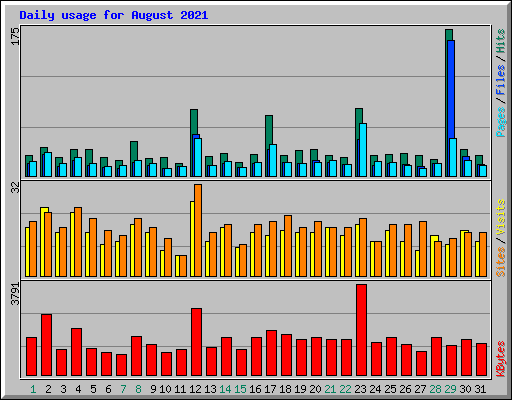 Daily usage for August 2021
175
Pages / Files / Hits
32
Sites / Visits
3791
KBytes
1 2 3 4 5 6 7 8 9 10 11 12 13 14 15 16 17 18 19 20 21 22 23 24 25 26 27 28 29 30 31